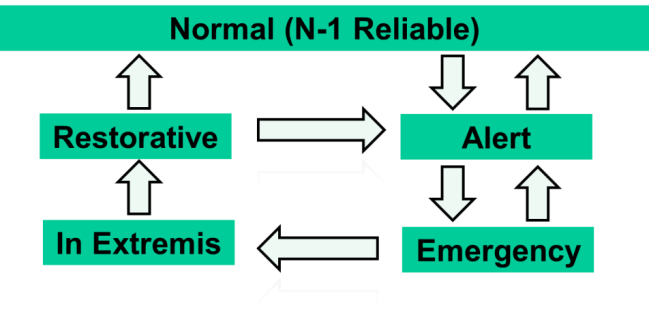 Normal (N-1 Reliable)
Restorative
Alert
In Extremis
Emergency